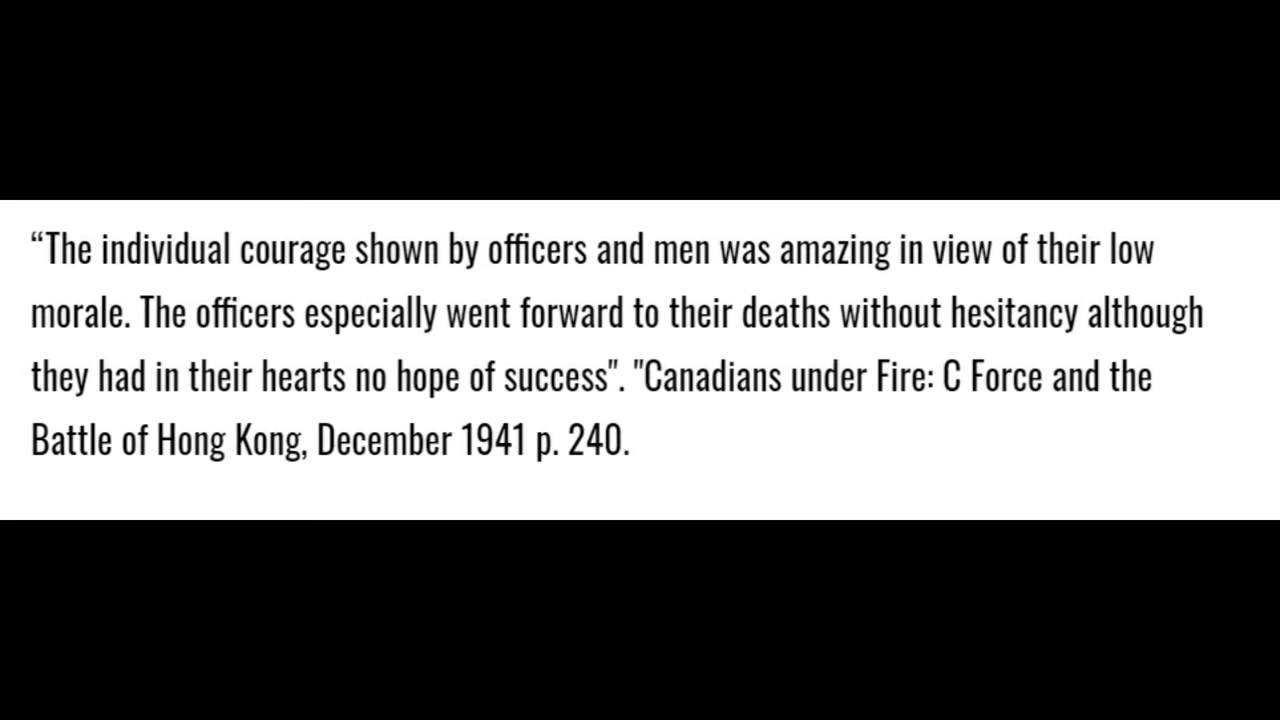 “The individual courage shown by officers and men was amazing in view of their low
morale. The officers especially went forward to their deaths without hesitancy although
they had in their hearts no hope of success". "Canadians under Fire: C Force and the
Battle of Hong Kong, December 1941 p. 240.